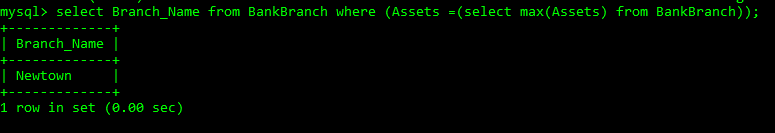 mysql> select Branch_Name from BankBranch where (Assets =(select max(Assets) from BankBranch));
+-------------+
| Branch_Name |
+-------------+
| Newtown     |
+-------------+
1 row in set (0.00 sec)